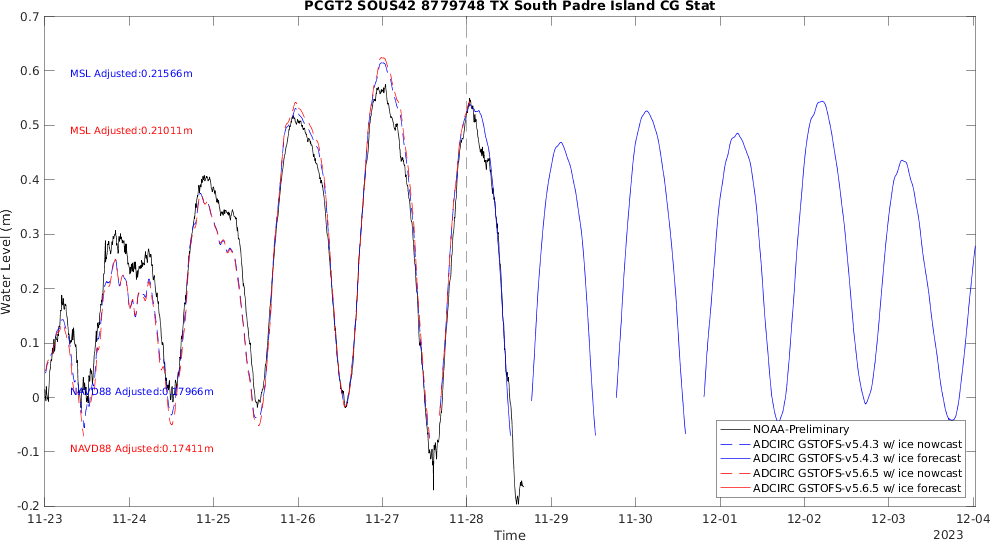 PCGT2 SOUS42 8779748 TX South Padre Island CG Stat
0.7
0.6
0.5
0.4
0.3
0.2
0.1
0
-0.1
-0.2
Water Level (m)
MSL Adjusted:0.21566m
MSL Adjusted:0.21011m
NAVD88 Adjusted:0.17966m
NAVD88 Adjusted:0.17411m
NOAA-Preliminary
ADCIRC GSTOFS-v5.4.3 w/ ice nowcast
ADCIRC GSTOFS-v5.4.3 w/ ice forecast
ADCIRC GSTOFS-v5.6.5 w/ ice nowcast
ADCIRC GSTOFS-v5.6.5 w/ ice forecast
11-23 11-24 11-25 11-26 11-27 11-28 11-29 11-30 12-01 12-02 12-03 12-04
Time
2023